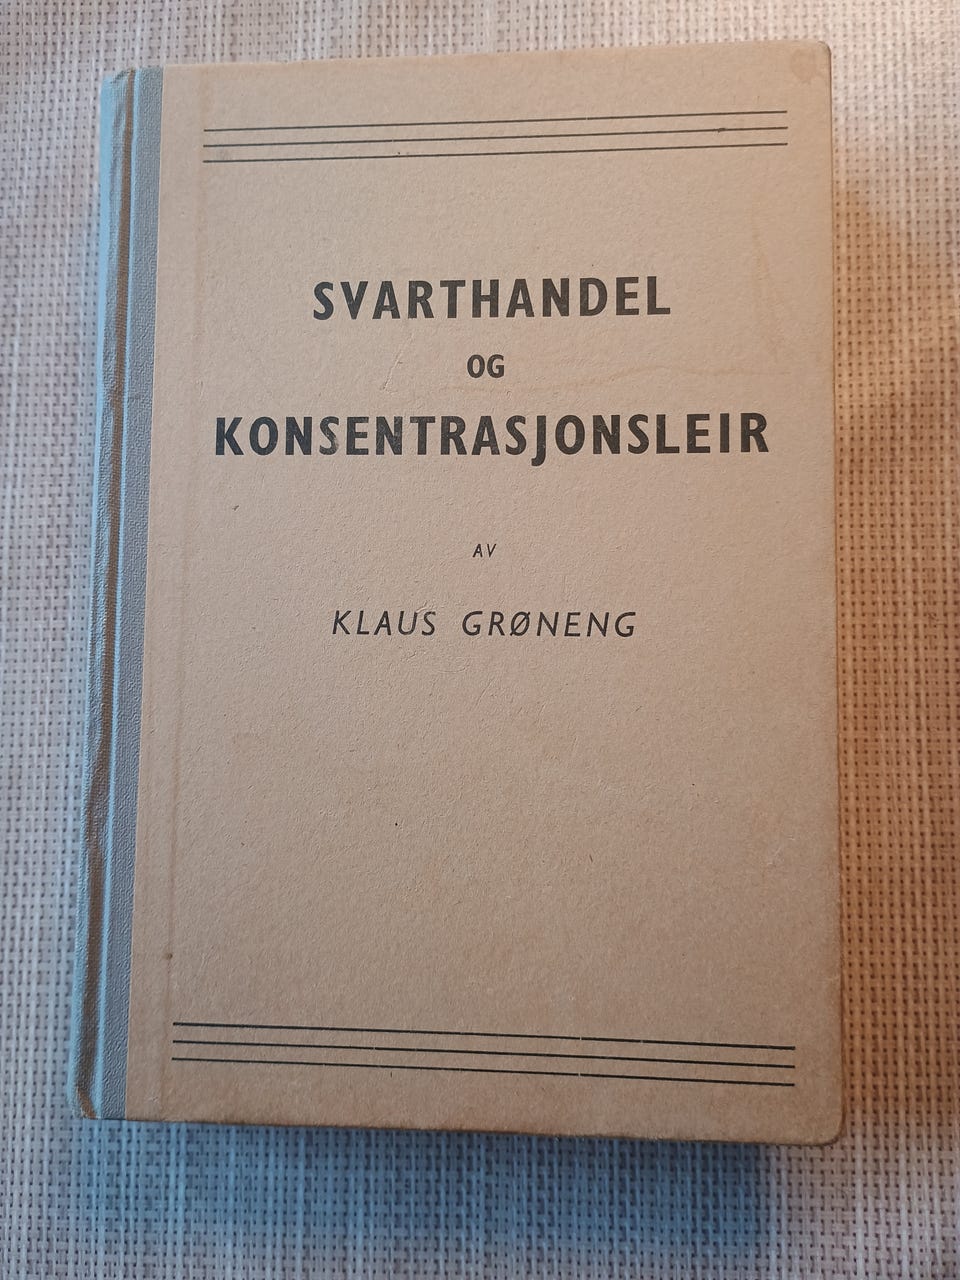 SVARTHANDEL
OG
KONSENTRASJONSLEIR
AV
KLAUS GRØNENG